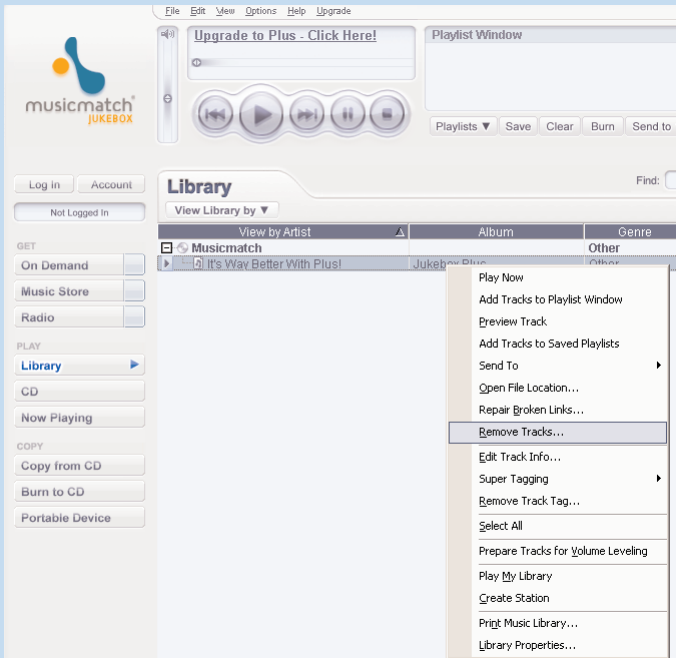 File Edit View Options Help Upgrade
Upgrade to Plus - Click Here!
Playlist Window
musicmatch®
JUKEBOX
Playlists ▼ Save Clear Burn Send to
Log in Account
Not Logged In
Library
Find:
View Library by ▼
View by Artist Album Genre
Musicmatch Other
It's Way Better With Plus! Jukebox Plus Other
GET
On Demand
Music Store
Radio
PLAY
Library
CD
Now Playing
COPY
Copy from CD
Burn to CD
Portable Device
Play Now
Add Tracks to Playlist Window
Preview Track
Add Tracks to Saved Playlists
Send To
Open File Location...
Repair Broken Links...
Remove Tracks...
Edit Track Info...
Super Tagging
Remove Track Tag...
Select All
Prepare Tracks for Volume Leveling
Play My Library
Create Station
Print Music Library...
Library Properties...